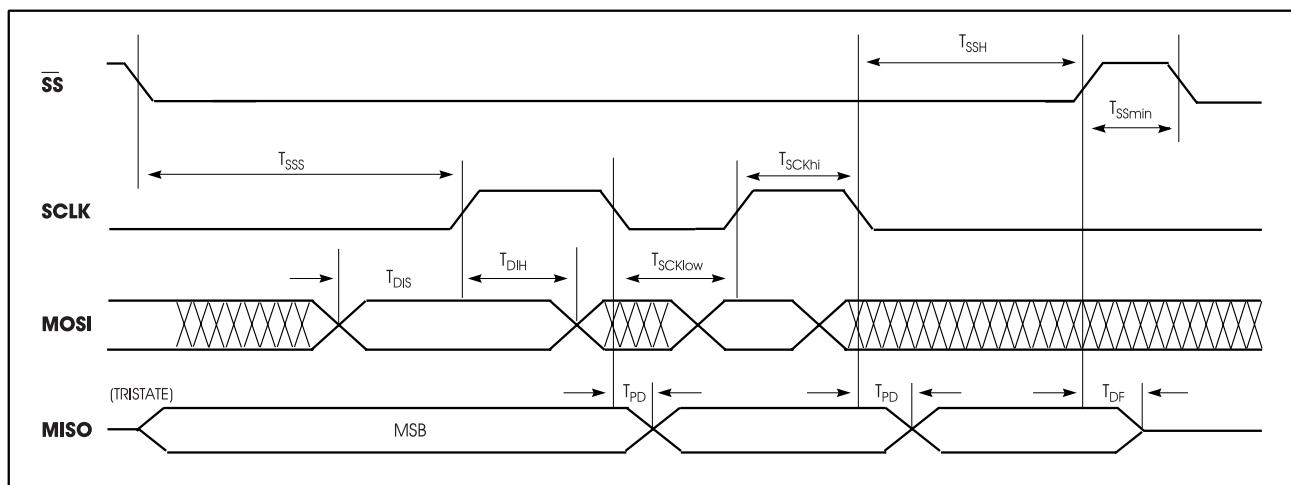 T_SSH
SS
T_SSmin
T_SSS
T_SCKhi
SCLK
T_DIS
T_DIH
T_SCKlow
MOSI
(TRISTATE)
T_PD
T_PD
T_DF
MISO
MSB